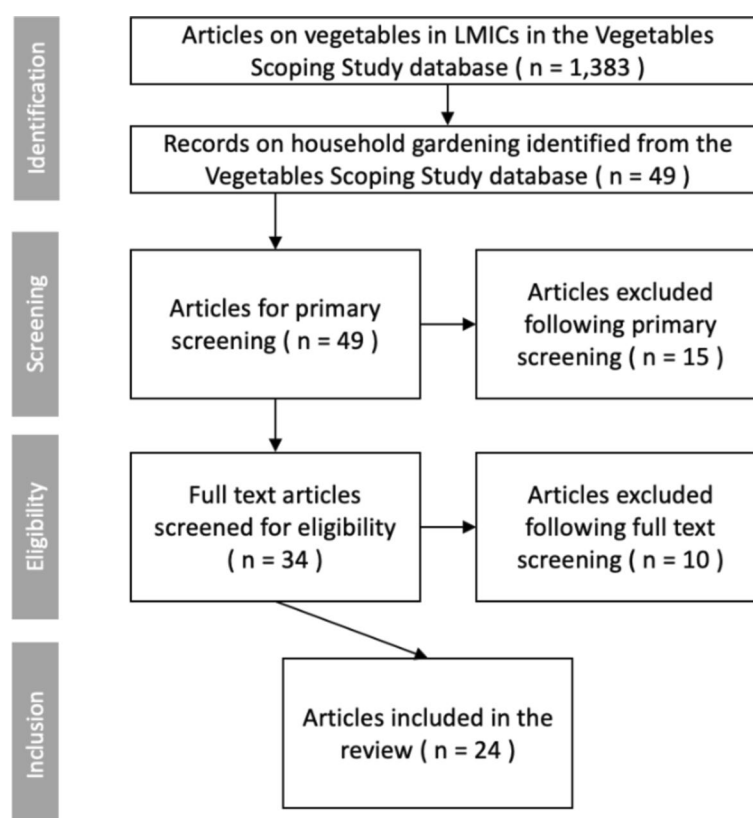 Identification
Articles on vegetables in LMICs in the Vegetables
Scoping Study database ( n = 1,383 )
Records on household gardening identified from the
Vegetables Scoping Study database ( n = 49 )
Screening
Articles for primary
screening ( n = 49 )
Articles excluded
following primary
screening ( n = 15 )
Eligibility
Full text articles
screened for eligibility
( n = 34 )
Articles excluded
following full text
screening ( n = 10 )
Inclusion
Articles included in the
review ( n = 24 )